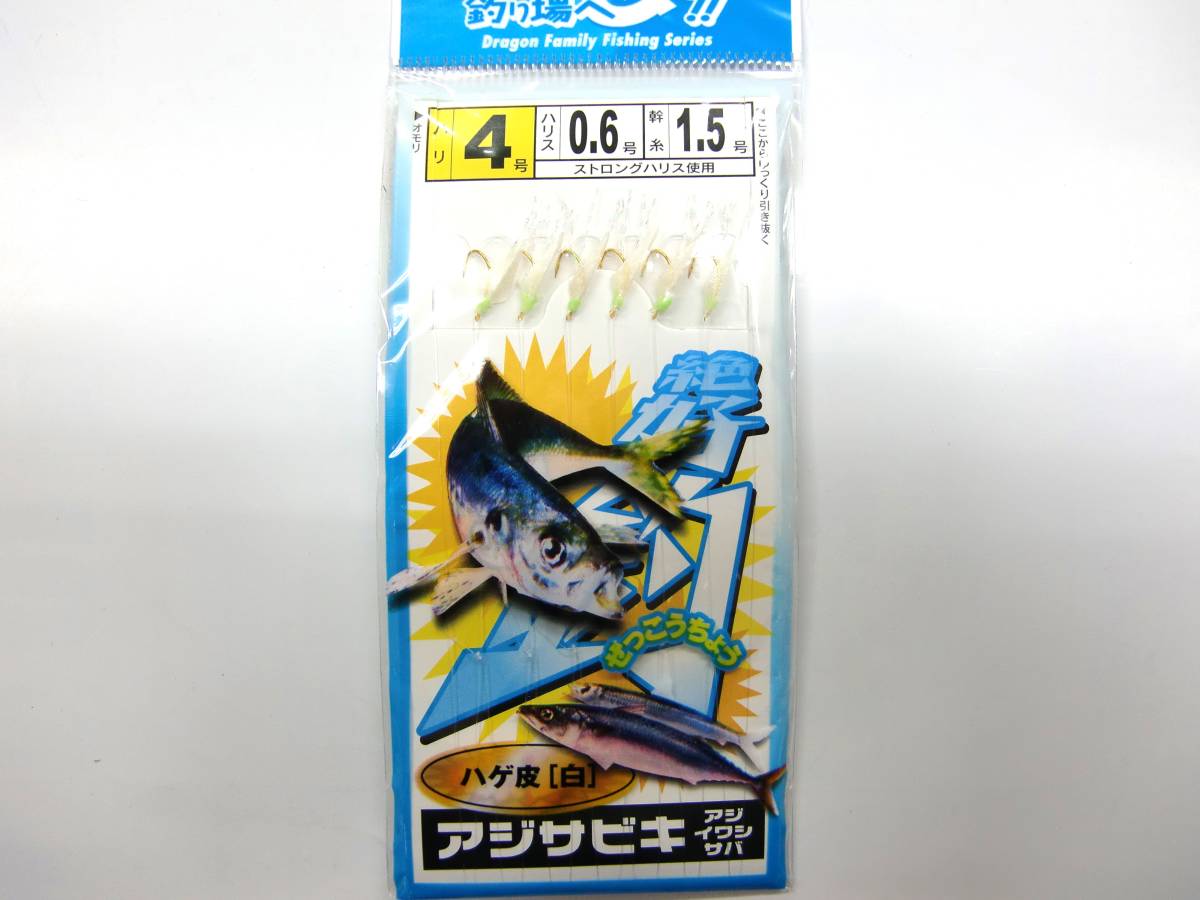 釣り場へ!!
Dragon Family Fishing Series
▶オモリ
ハリ 4号
ハリス 0.6号
幹糸 1.5号
ストロングハリス使用
ここからゆっくり引き抜く
絶好釣
ぜっこうちょう
ハゲ皮[白]
アジサビキ
アジ
イワシ
サバ